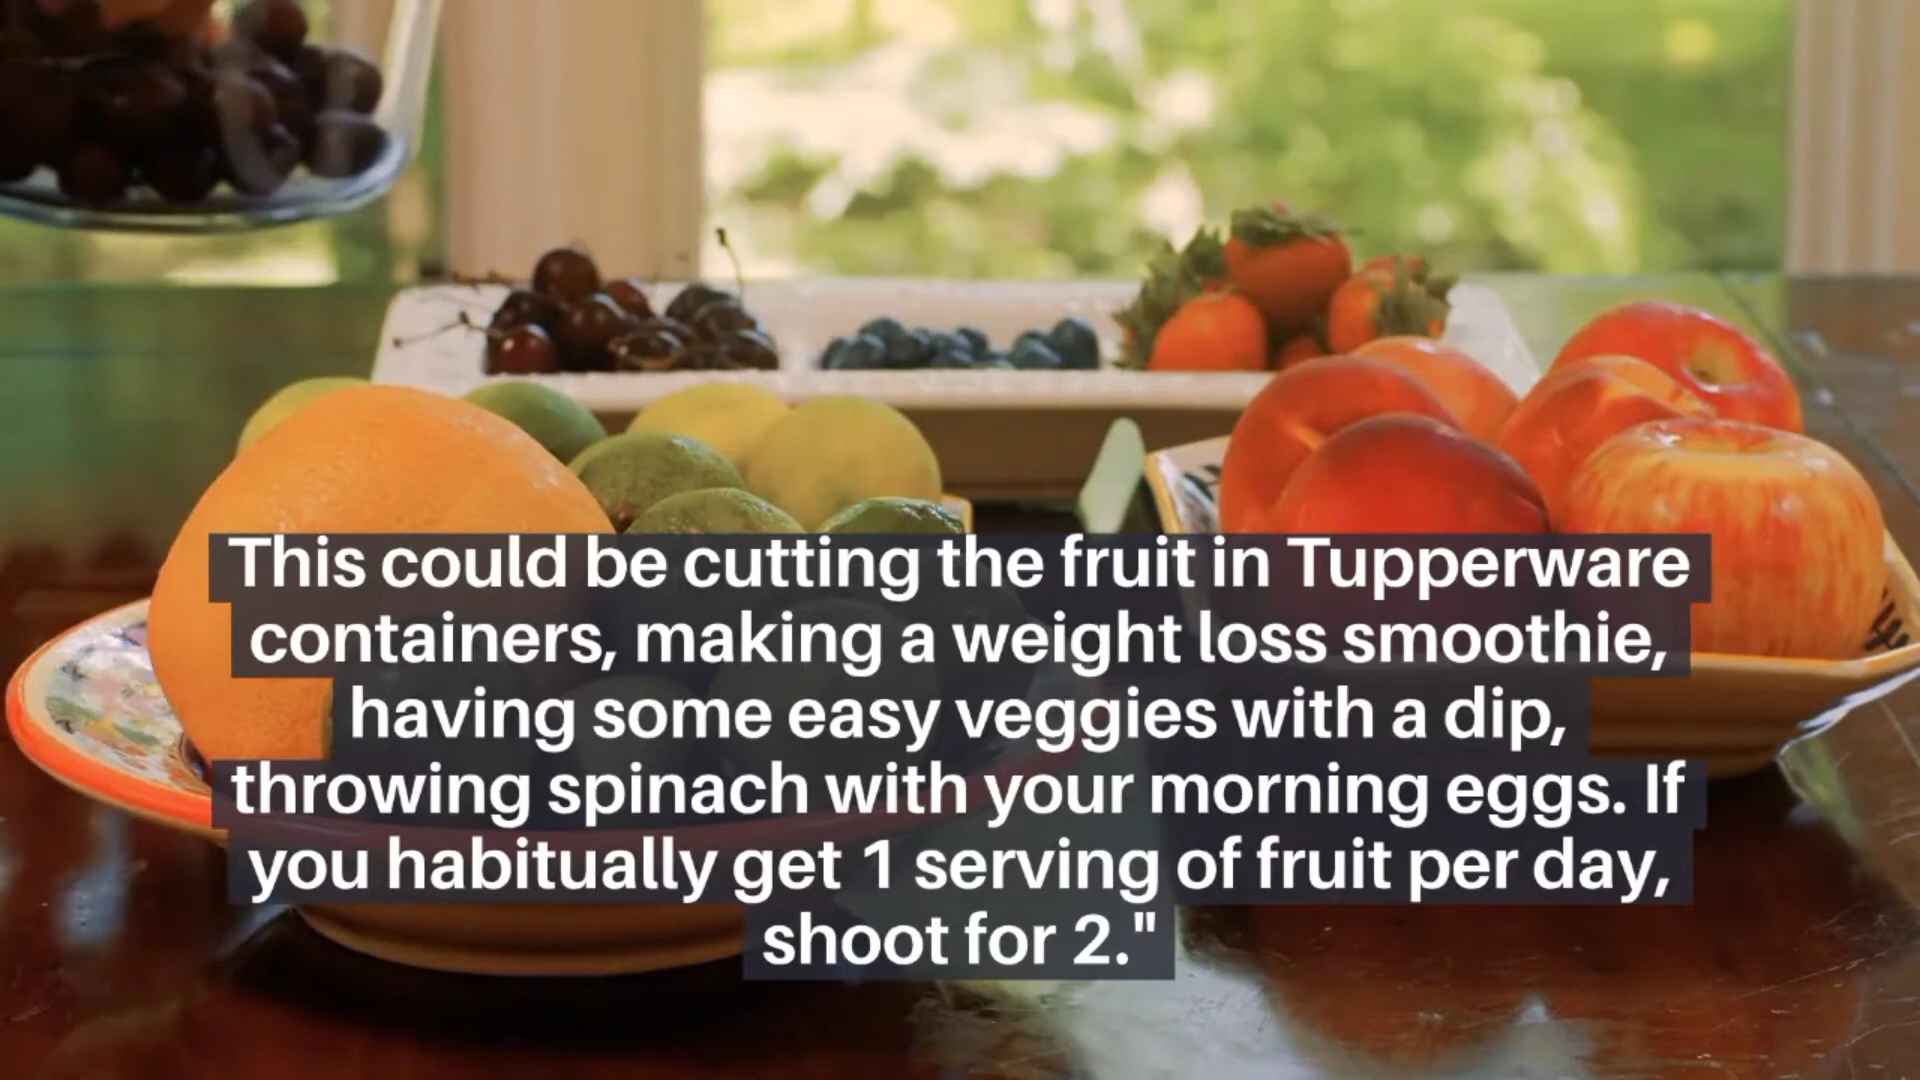 This could be cutting the fruit in Tupperware
containers, making a weight loss smoothie,
having some easy veggies with a dip,
throwing spinach with your morning eggs. If
you habitually get 1 serving of fruit per day,
shoot for 2."